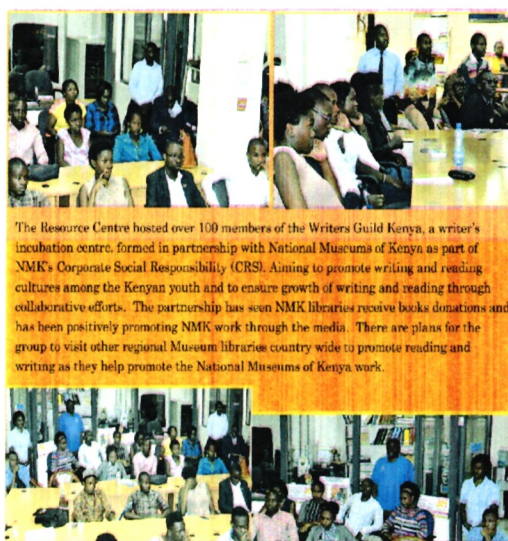 The Resource Centre hosted over 100 members of the Writers Guild Kenya, a writer's
incubation centre, formed in partnership with National Museums of Kenya as part of
NMK's Corporate Social Responsibility (CRS). Aiming to promote writing and reading
cultures among the Kenyan youth and to ensure growth of writing and reading through
collaborative efforts. The partnership has seen NMK libraries receive books donations and
has been positively promoting NMK work through the media. There are plans for the
group to visit other regional Museum libraries country wide to promote reading and
writing as they help promote the National Museums of Kenya work.